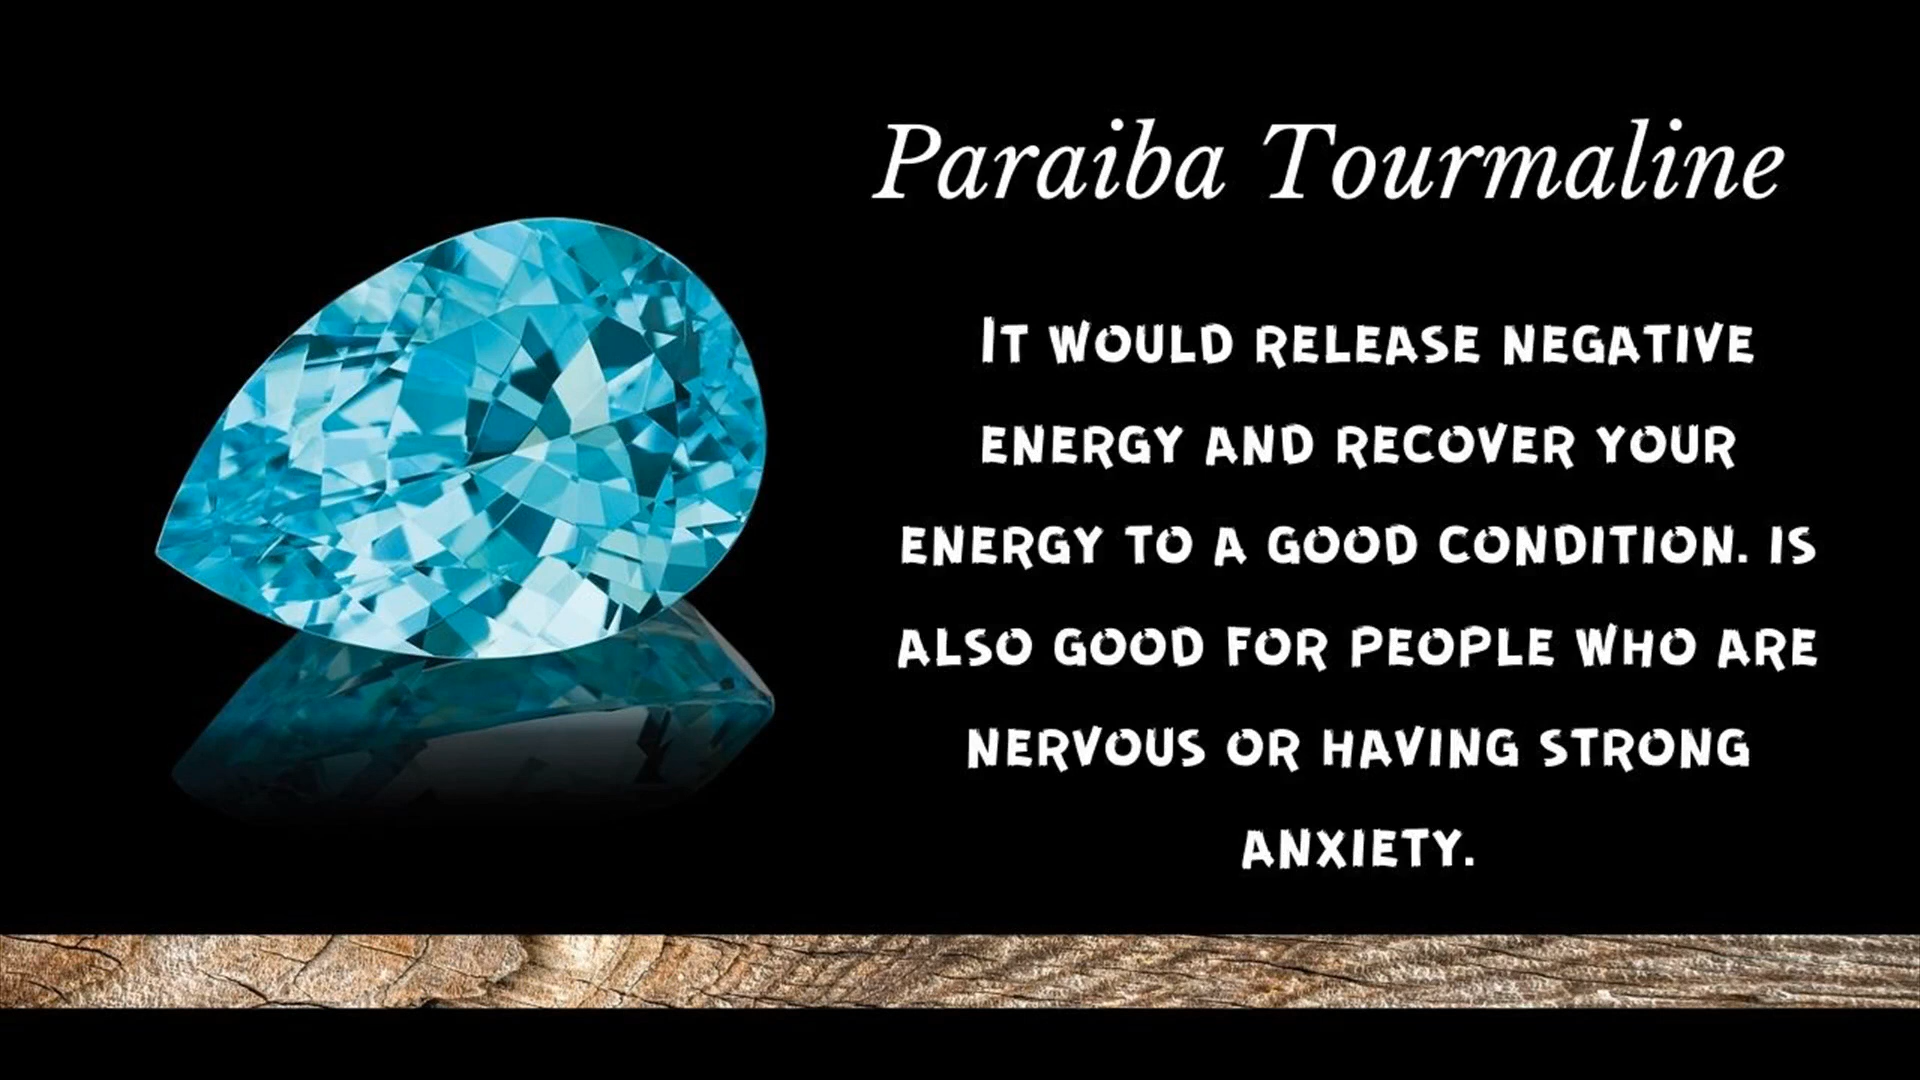 Paraiba Tourmaline
It would release negative
energy and recover your
energy to a good condition. is
also good for people who are
nervous or having strong
anxiety.